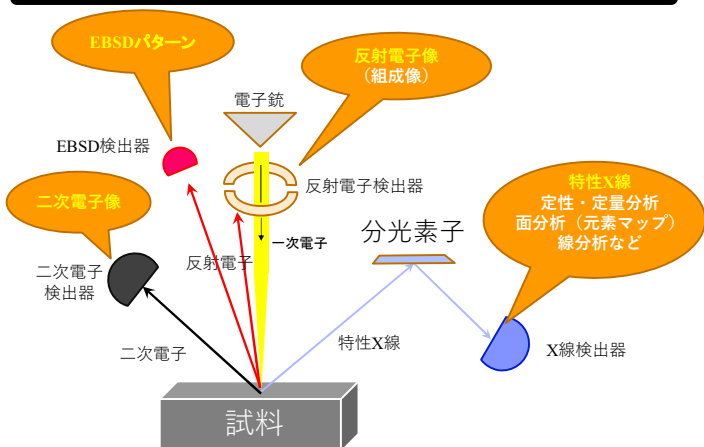 EBSDパターン
反射電子像
（組成像）
電子銃
EBSD検出器
反射電子検出器
二次電子像
特性X線
定性・定量分析
面分析（元素マップ）
線分析など
一次電子
分光素子
反射電子
二次電子
検出器
二次電子
特性X線
X線検出器
試料